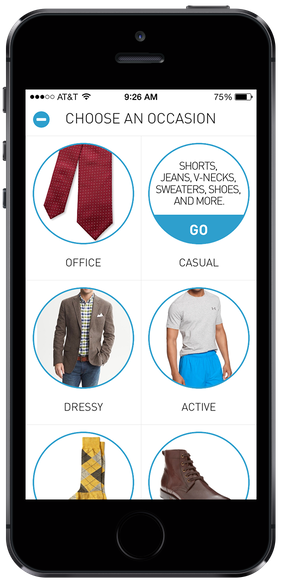 ●●●○○ AT&T 9:26 AM 75%
CHOOSE AN OCCASION
SHORTS,
JEANS, V-NECKS,
SWEATERS, SHOES,
AND MORE.
GO
OFFICE CASUAL
DRESSY ACTIVE